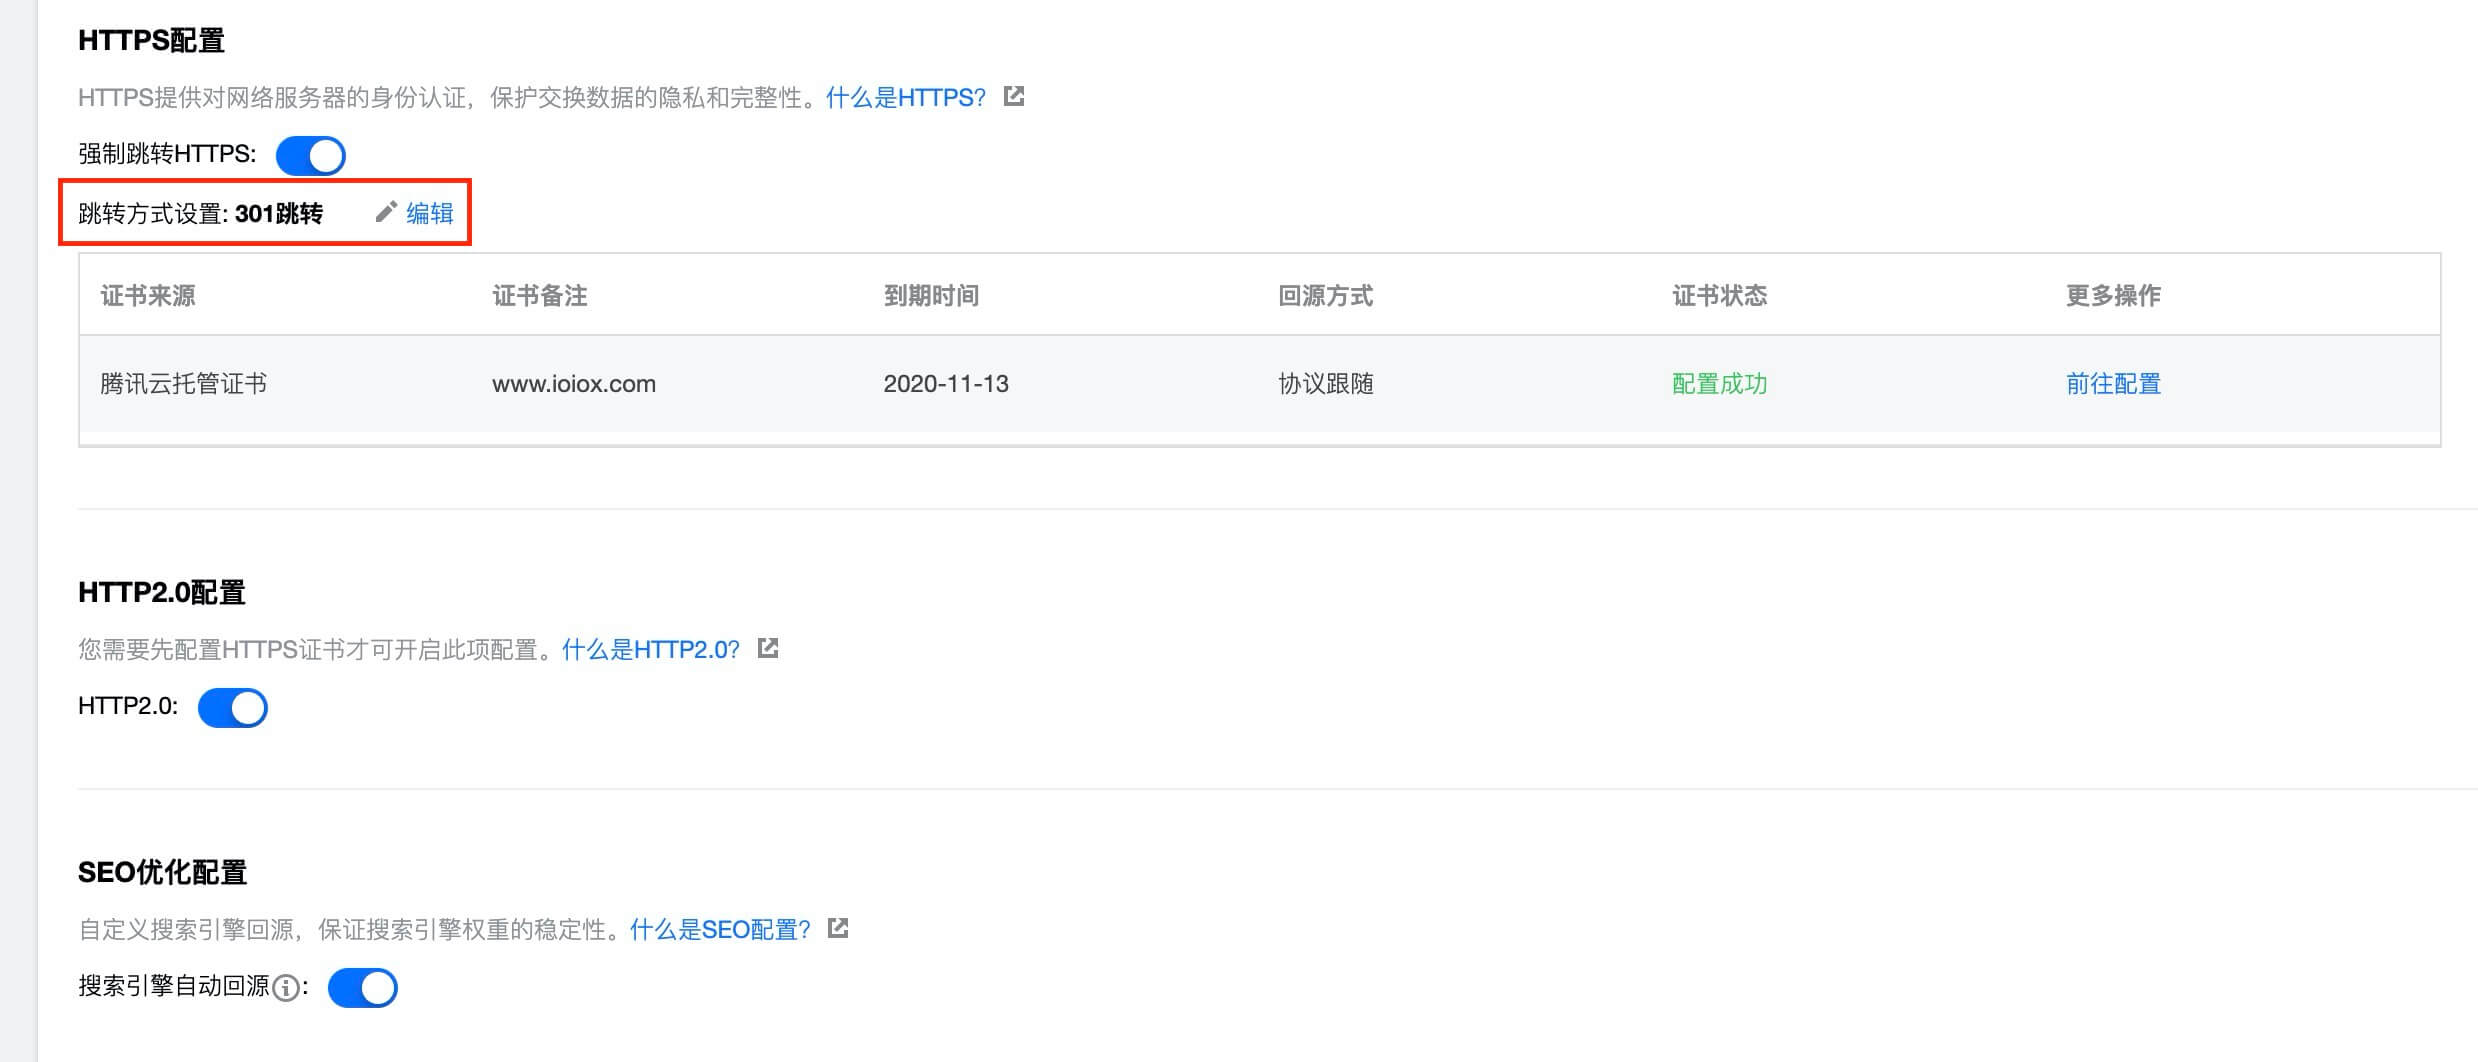 HTTPS配置
HTTPS提供对网络服务器的身份认证，保护交换数据的隐私和完整性。什么是HTTPS?
强制跳转HTTPS:
跳转方式设置: 301跳转 编辑
证书来源 证书备注 到期时间 回源方式 证书状态 更多操作
腾讯云托管证书 www.ioiox.com 2020-11-13 协议跟随 配置成功 前往配置
HTTP2.0配置
您需要先配置HTTPS证书才可开启此项配置。什么是HTTP2.0?
HTTP2.0:
SEO优化配置
自定义搜索引擎回源，保证搜索引擎权重的稳定性。什么是SEO配置?
搜索引擎自动回源: